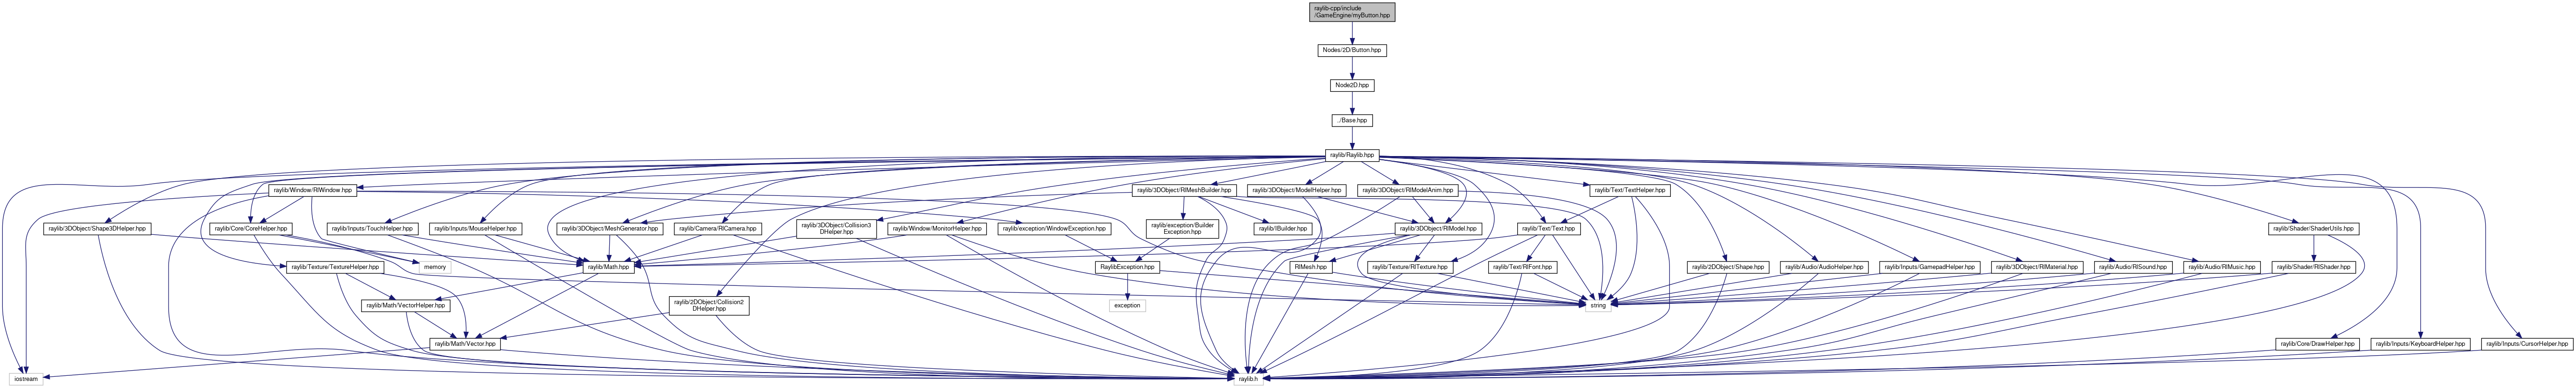 raylib-cpp/include
/GameEngine/myButton.hpp
Nodes/2D/Button.hpp
Node2D.hpp
../Base.hpp
raylib/Raylib.hpp
raylib/Window/RlWindow.hpp
raylib/3DObject/RlMeshBuilder.hpp
raylib/3DObject/ModelHelper.hpp
raylib/3DObject/RlModelAnim.hpp
raylib/Text/TextHelper.hpp
raylib/3DObject/Shape3DHelper.hpp
raylib/Core/CoreHelper.hpp
raylib/Inputs/TouchHelper.hpp
raylib/Inputs/MouseHelper.hpp
raylib/3DObject/MeshGenerator.hpp
raylib/Camera/RlCamera.hpp
raylib/3DObject/Collision3
DHelper.hpp
raylib/Window/MonitorHelper.hpp
raylib/exception/WindowException.hpp
raylib/exception/Builder
Exception.hpp
raylib/IBuilder.hpp
raylib/3DObject/RlModel.hpp
raylib/Text/Text.hpp
raylib/Shader/ShaderUtils.hpp
raylib/Texture/TextureHelper.hpp
memory
raylib/Math.hpp
RaylibException.hpp
RlMesh.hpp
raylib/Texture/RlTexture.hpp
raylib/Text/RlFont.hpp
raylib/2DObject/Shape.hpp
raylib/Audio/AudioHelper.hpp
raylib/Inputs/GamepadHelper.hpp
raylib/3DObject/RlMaterial.hpp
raylib/Audio/RlSound.hpp
raylib/Audio/RlMusic.hpp
raylib/Shader/RlShader.hpp
raylib/Math/VectorHelper.hpp
raylib/2DObject/Collision2
DHelper.hpp
exception
string
raylib/Math/Vector.hpp
raylib/Core/DrawHelper.hpp
raylib/Inputs/KeyboardHelper.hpp
raylib/Inputs/CursorHelper.hpp
iostream
raylib.h